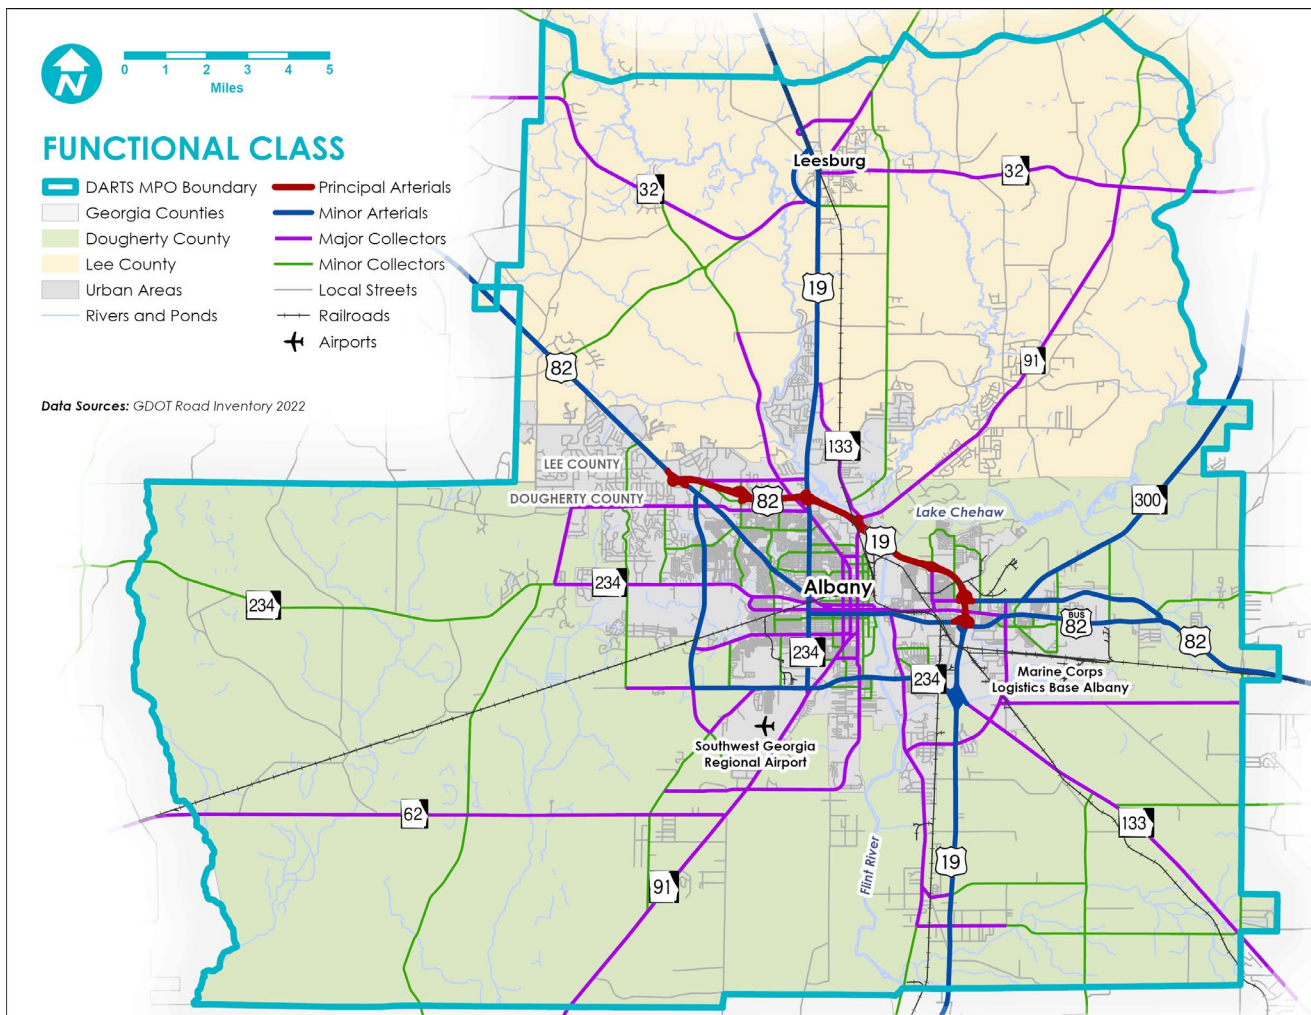 N
0 1 2 3 4 5
Miles
FUNCTIONAL CLASS
DARTS MPO Boundary
Georgia Counties
Dougherty County
Lee County
Urban Areas
Rivers and Ponds
Principal Arterials
Minor Arterials
Major Collectors
Minor Collectors
Local Streets
Railroads
Airports
Data Sources: GDOT Road Inventory 2022
Leesburg
32
32
19
82
91
133
LEE COUNTY
DOUGHERTY COUNTY
82
300
Lake Chehaw
19
234
234
Albany
BUS
82
82
234
234
Marine Corps
Logistics Base Albany
Southwest Georgia
Regional Airport
62
133
Flint River
19
91